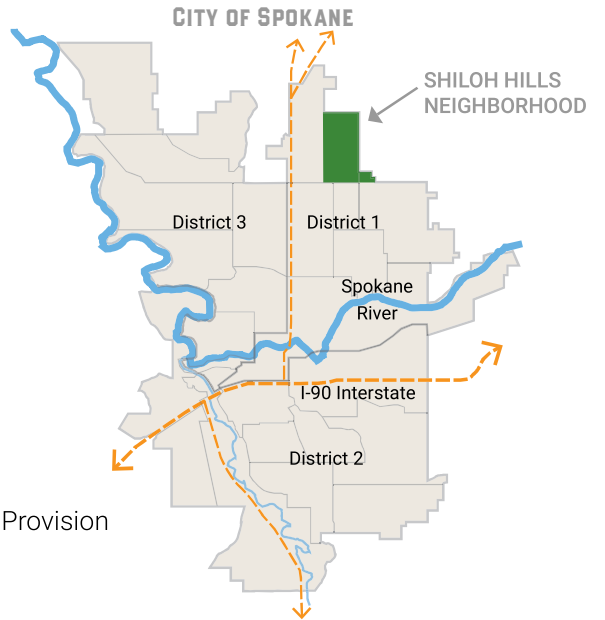 CITY OF SPOKANE
SHILOH HILLS
NEIGHBORHOOD
District 3
District 1
Spokane
River
I-90 Interstate
District 2
Provision